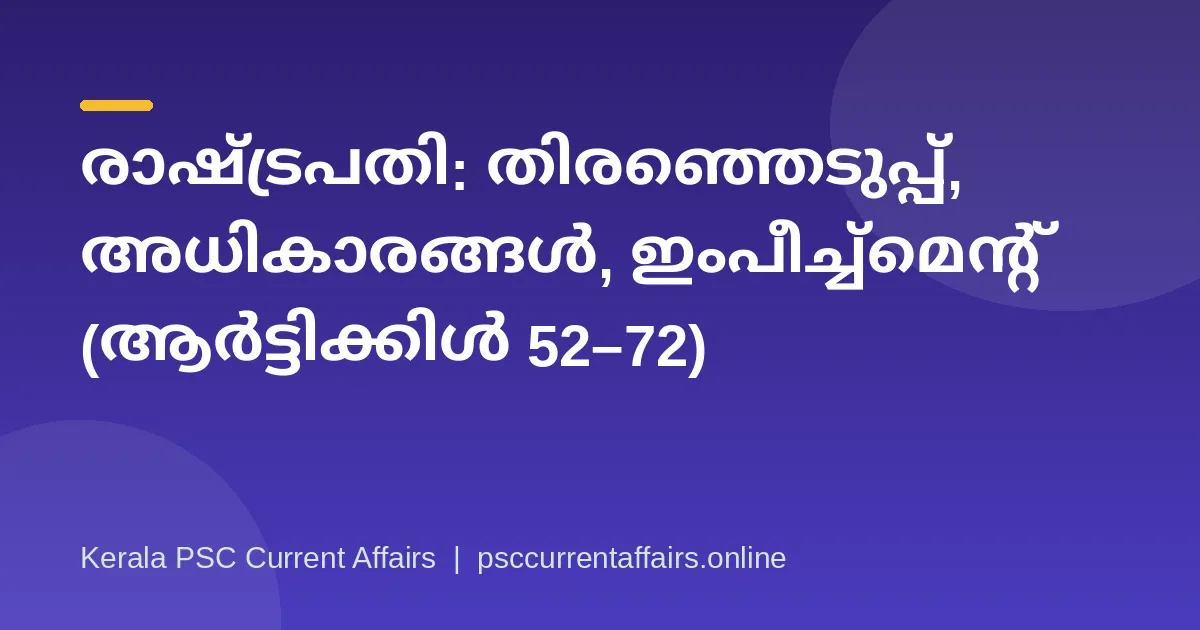 രാഷ്ട്രപതി: തിരഞ്ഞെടുപ്പ്,
അധികാരങ്ങൾ, ഇംപീച്ച്മെന്റ്
(ആർട്ടിക്കിൾ 52–72)
Kerala PSC Current Affairs | psccurrentaffairs.online